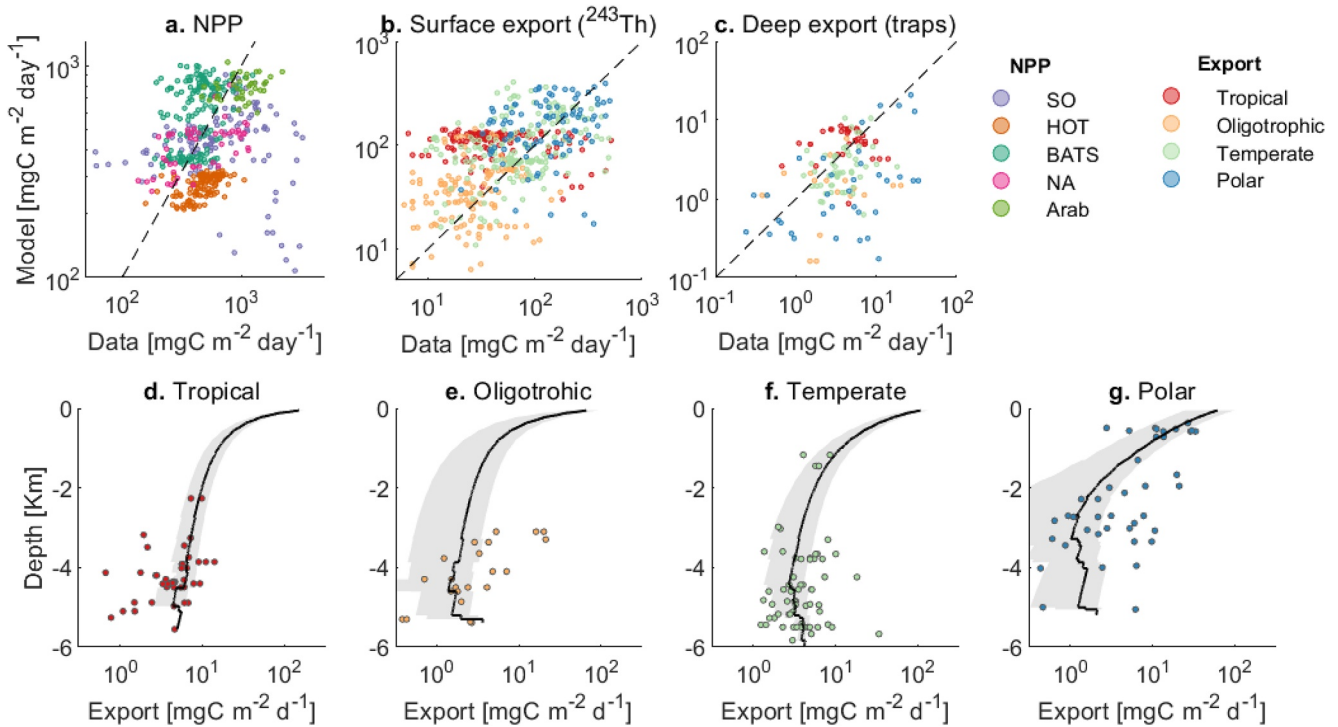 a. NPP
b. Surface export (²⁴³Th)
c. Deep export (traps)
10³
10²
Model [mgC m⁻² day⁻¹]
10² 10³
Data [mgC m⁻² day⁻¹]
10³
10²
10¹
10¹ 10² 10³
Data [mgC m⁻² day⁻¹]
10²
10¹
10⁰
10⁻¹
10⁻¹ 10⁰ 10¹ 10²
Data [mgC m⁻² day⁻¹]
NPP
SO
HOT
BATS
NA
Arab
Export
Tropical
Oligotrophic
Temperate
Polar
d. Tropical
0
-2
-4
-6
Depth [Km]
10⁰ 10¹ 10²
Export [mgC m⁻² d⁻¹]
e. Oligotrohic
0
-2
-4
-6
10⁰ 10¹ 10²
Export [mgC m⁻² d⁻¹]
f. Temperate
0
-2
-4
-6
10⁰ 10¹ 10²
Export [mgC m⁻² d⁻¹]
g. Polar
0
-2
-4
-6
10⁰ 10¹ 10²
Export [mgC m⁻² d⁻¹]